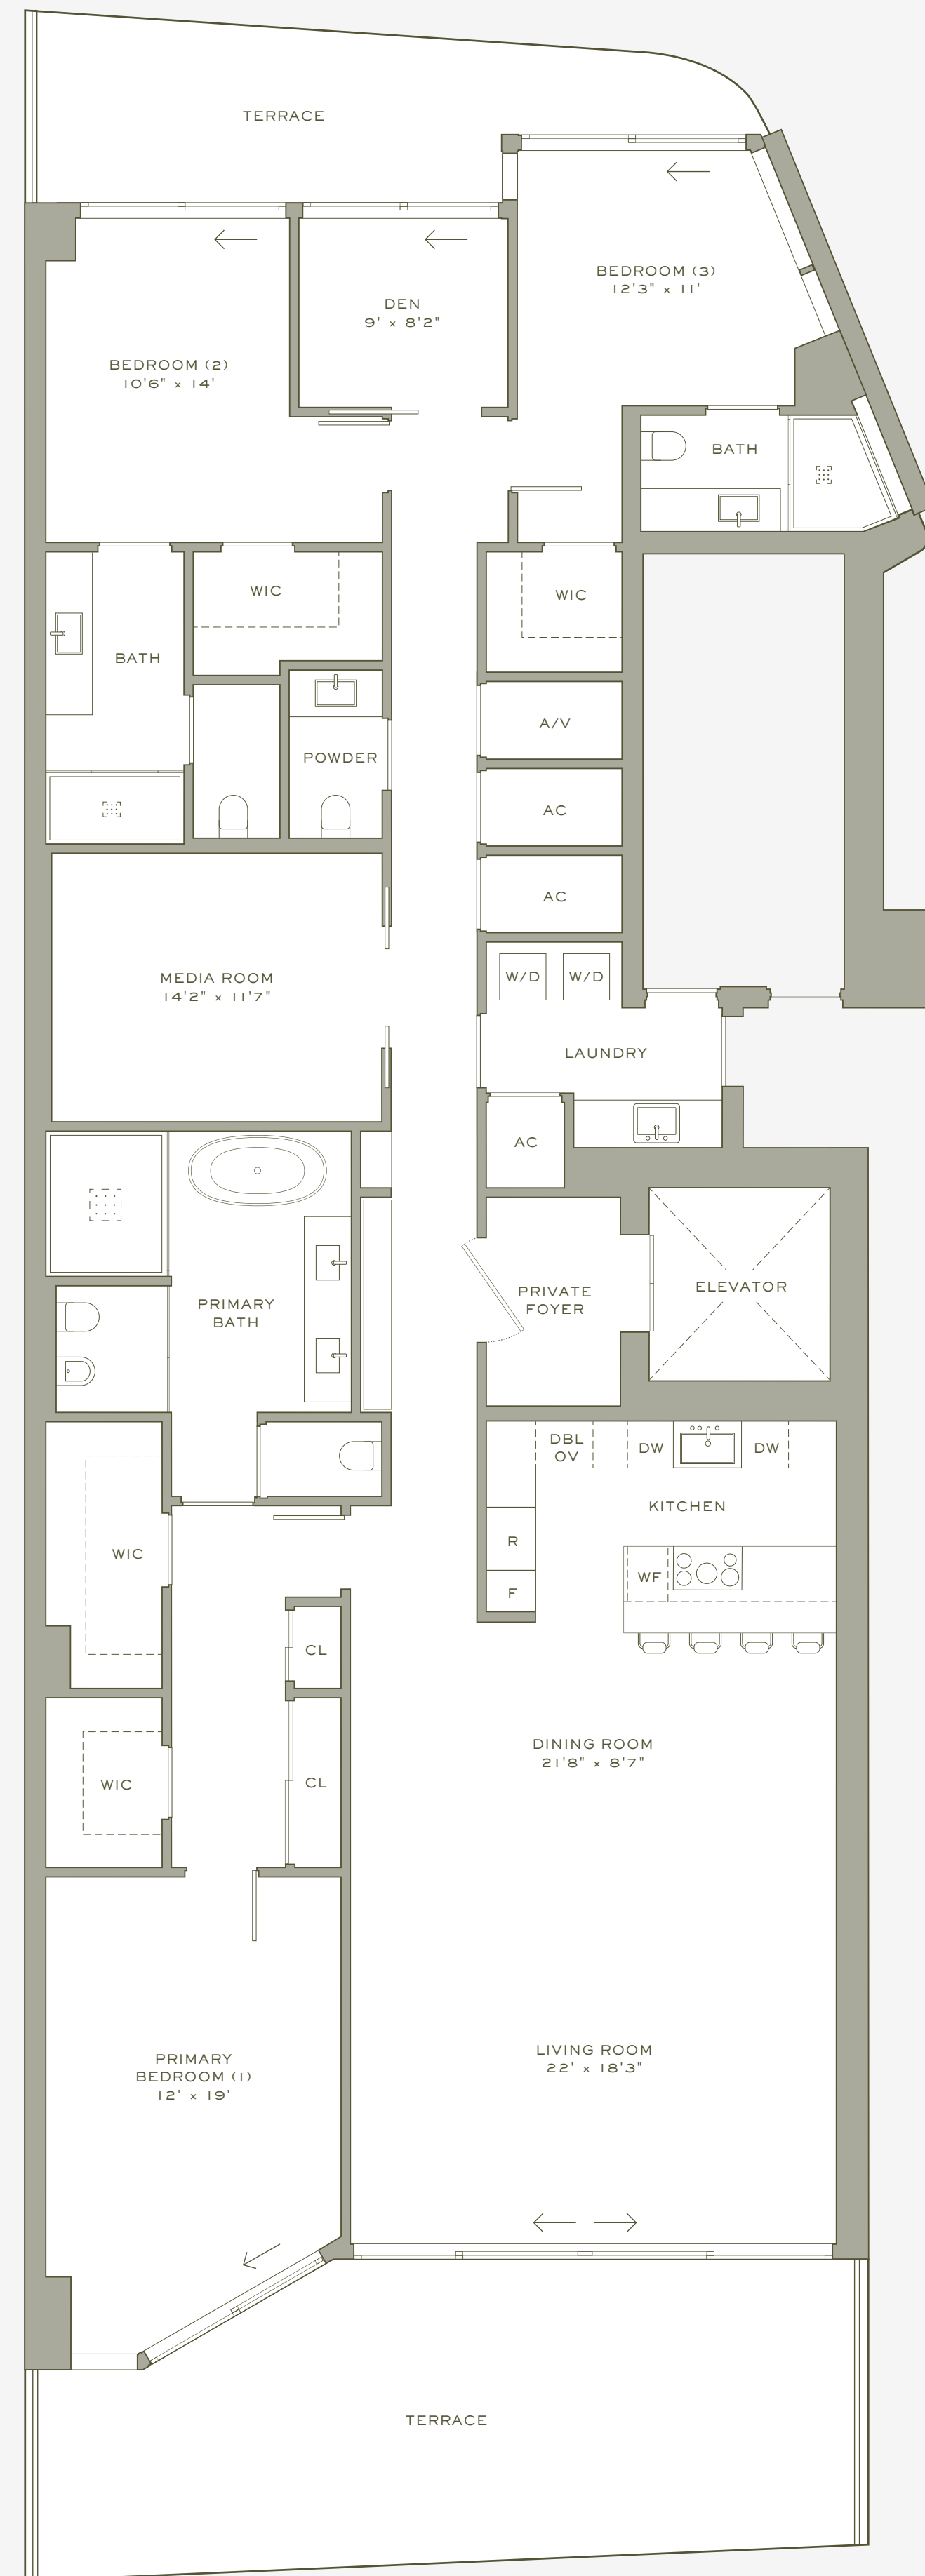 TERRACE
BEDROOM (3)
12'3" × 11'
DEN
9' × 8'2"
BEDROOM (2)
10'6" × 14'
BATH
WIC
WIC
BATH
A/V
POWDER
AC
AC
MEDIA ROOM
14'2" × 11'7"
W/D
W/D
LAUNDRY
AC
PRIMARY
BATH
PRIVATE
FOYER
ELEVATOR
DBL
OV
DW
DW
KITCHEN
R
WIC
WF
F
CL
DINING ROOM
21'8" × 8'7"
WIC
CL
LIVING ROOM
22' × 18'3"
PRIMARY
BEDROOM (1)
12' × 19'
TERRACE